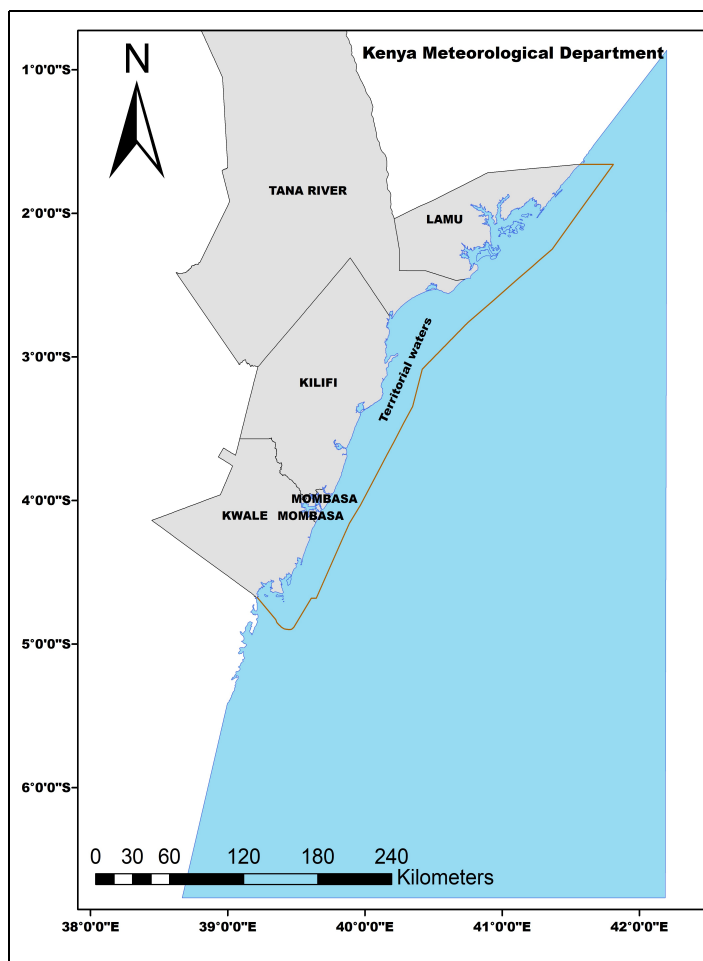 Kenya Meteorological Department
N
1°0'0"S
2°0'0"S
3°0'0"S
4°0'0"S
5°0'0"S
6°0'0"S
TANA RIVER
LAMU
Territorial waters
KILIFI
MOMBASA
KWALE
MOMBASA
0 30 60 120 180 240
Kilometers
38°0'0"E 39°0'0"E 40°0'0"E 41°0'0"E 42°0'0"E